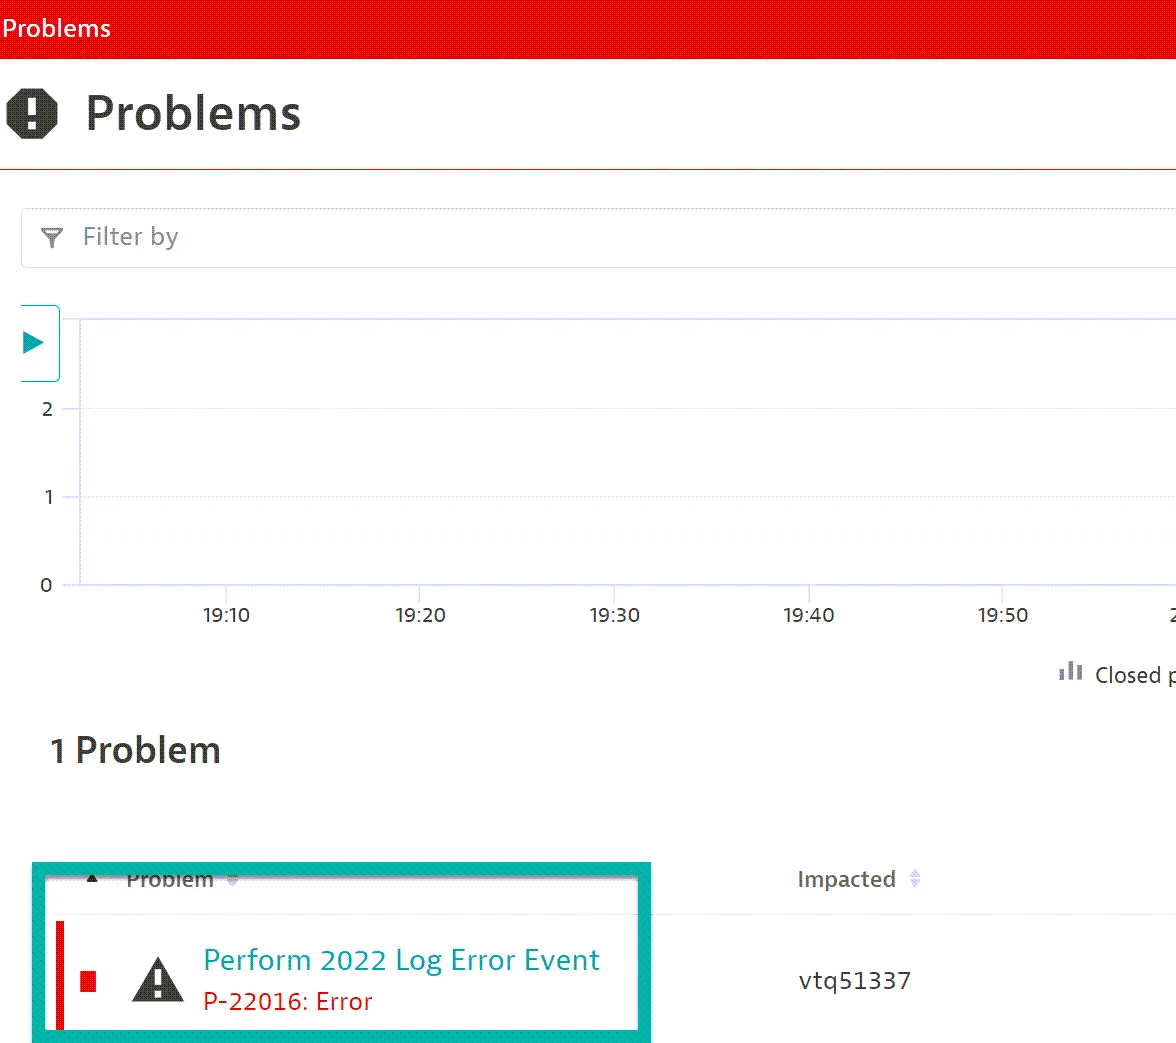 Problems
Problems
Filter by
2
1
0
19:10 19:20 19:30 19:40 19:50 2
Closed p
1 Problem
Problem Impacted
Perform 2022 Log Error Event
P-22016: Error
vtq51337